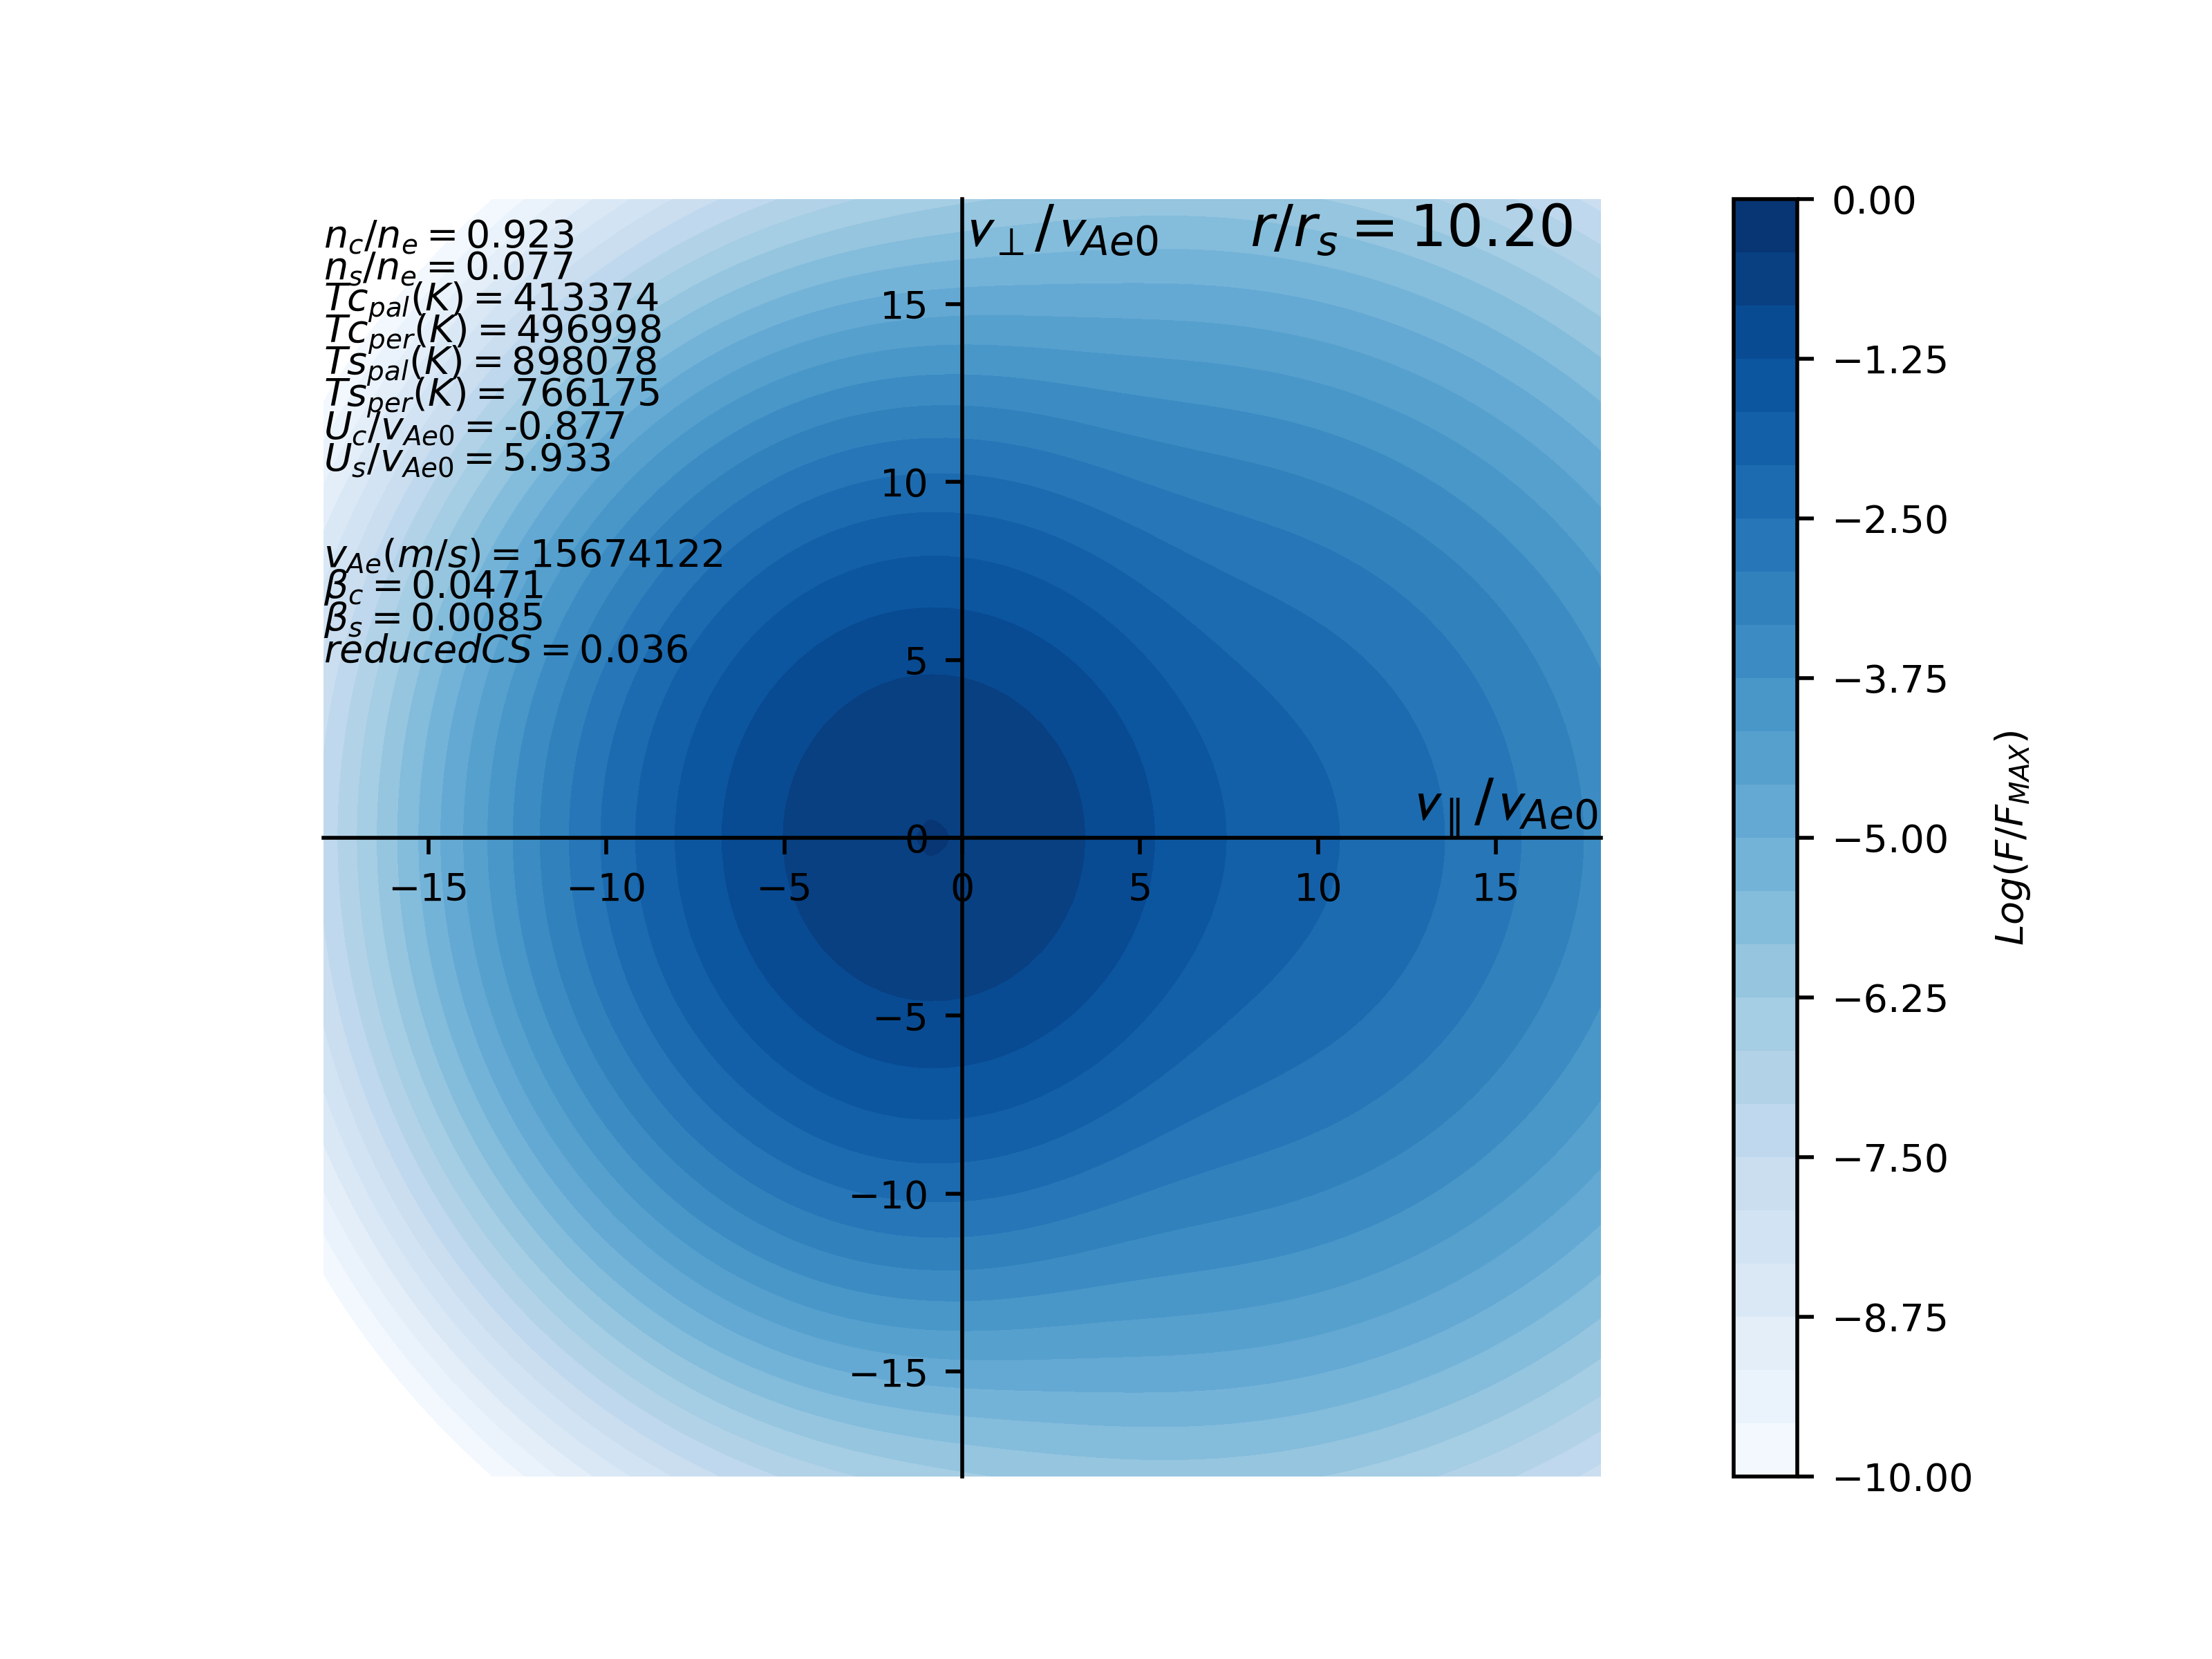 n_c/n_e = 0.923
n_s/n_e = 0.077
Tc_pal(K) = 413374
Tc_per(K) = 496998
Ts_pal(K) = 898078
Ts_per(K) = 766175
U_c/v_Ae0 = -0.877
U_s/v_Ae0 = 5.933
v_Ae(m/s) = 15674122
β_c = 0.0471
β_s = 0.0085
reducedCS = 0.036
v_⊥/v_Ae0
r/r_s = 10.20
15
10
5
0
−5
−10
−15
v_∥/v_Ae0
−15 −10 −5 0 5 10 15
0.00
−1.25
−2.50
−3.75
−5.00
−6.25
−7.50
−8.75
−10.00
Log(F/F_MAX)